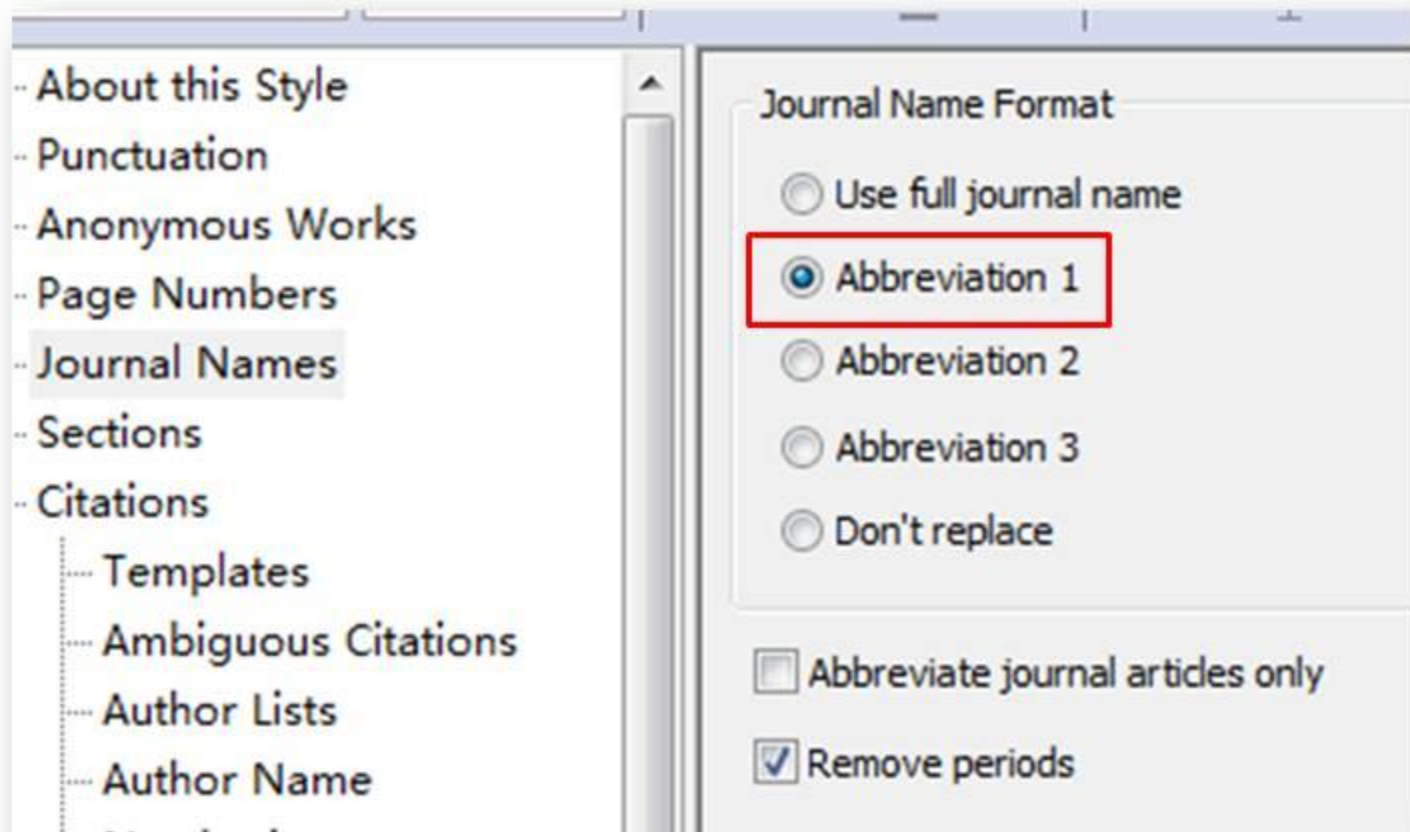 About this Style
Punctuation
Anonymous Works
Page Numbers
Journal Names
Sections
Citations
Templates
Ambiguous Citations
Author Lists
Author Name
Journal Name Format
Use full journal name
Abbreviation 1
Abbreviation 2
Abbreviation 3
Don't replace
Abbreviate journal articles only
Remove periods